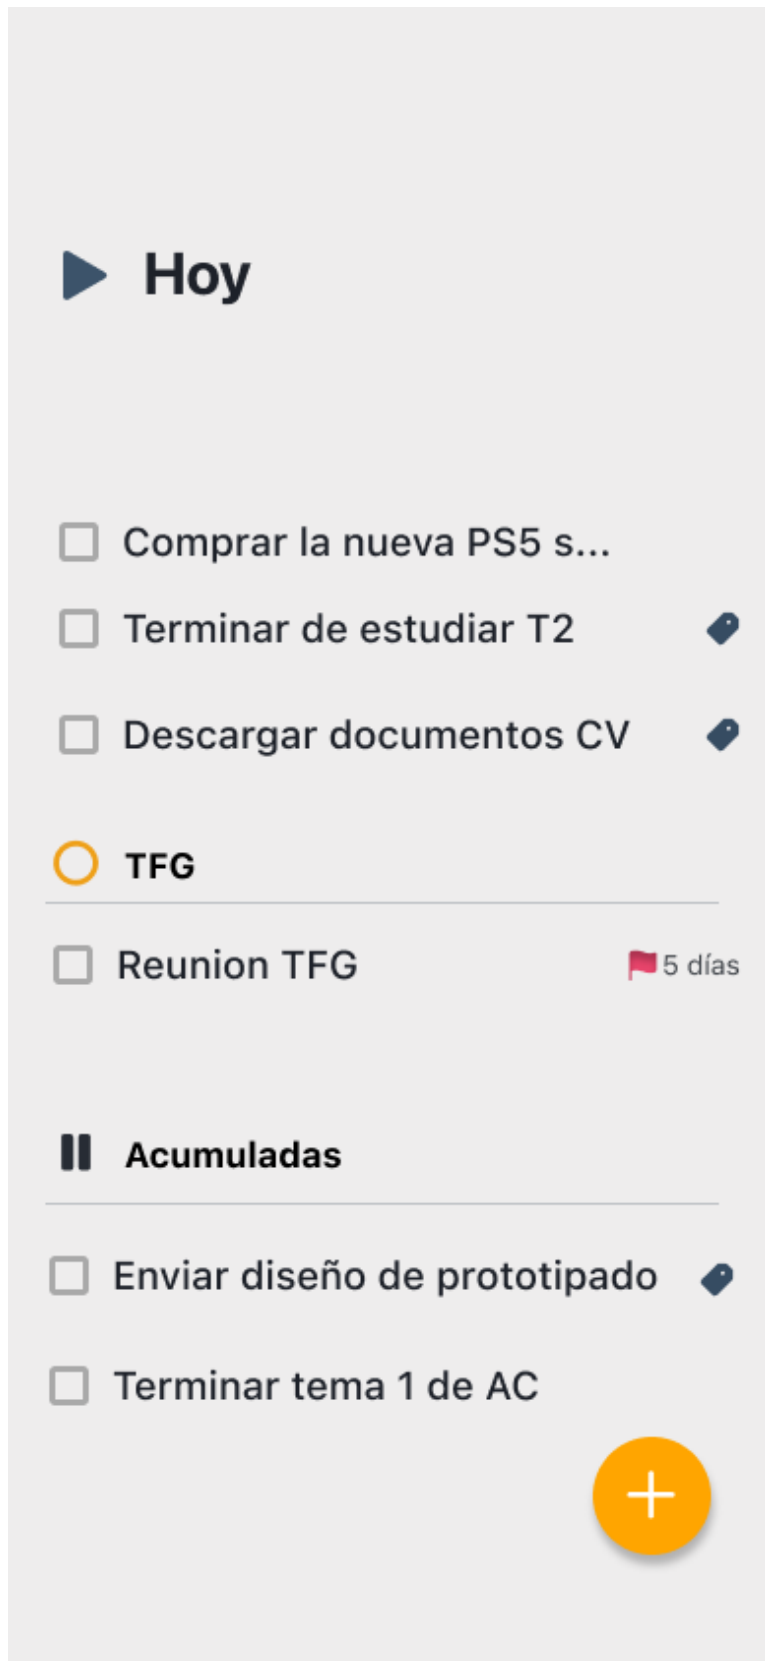 Hoy
Comprar la nueva PS5 s...
Terminar de estudiar T2
Descargar documentos CV
TFG
Reunion TFG 5 días
Acumuladas
Enviar diseño de prototipado
Terminar tema 1 de AC